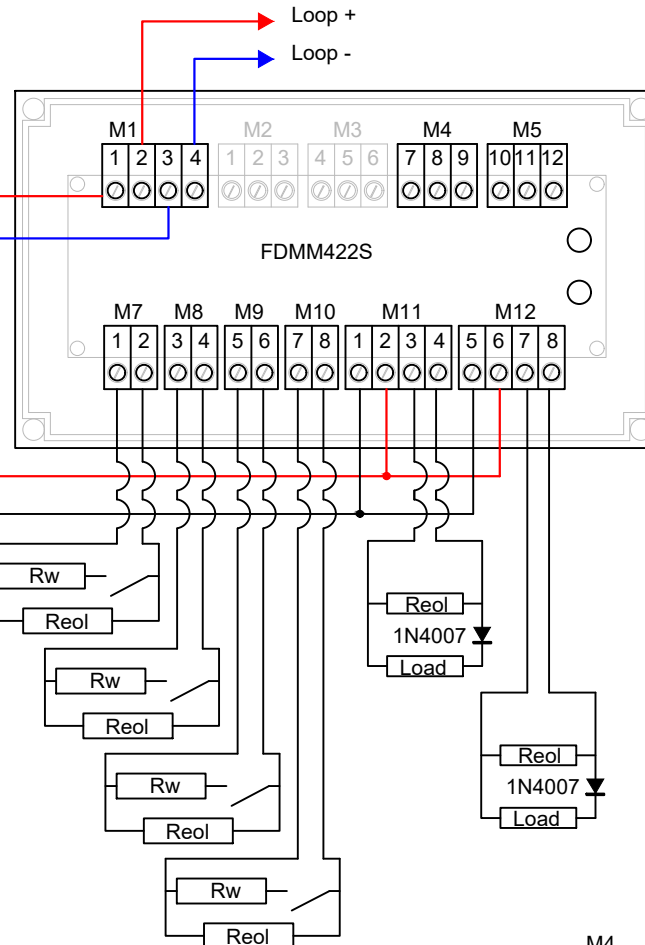 Loop +
Loop -
M1 M2 M3 M4 M5
1 2 3 4 1 2 3 4 5 6 7 8 9 10 11 12
FDMM422S
M7 M8 M9 M10 M11 M12
1 2 3 4 5 6 7 8 1 2 3 4 5 6 7 8
Rw
Reol
Reol
1N4007
Load
Rw
Reol
Reol
1N4007
Load
Rw
Reol
Rw
Reol
M4